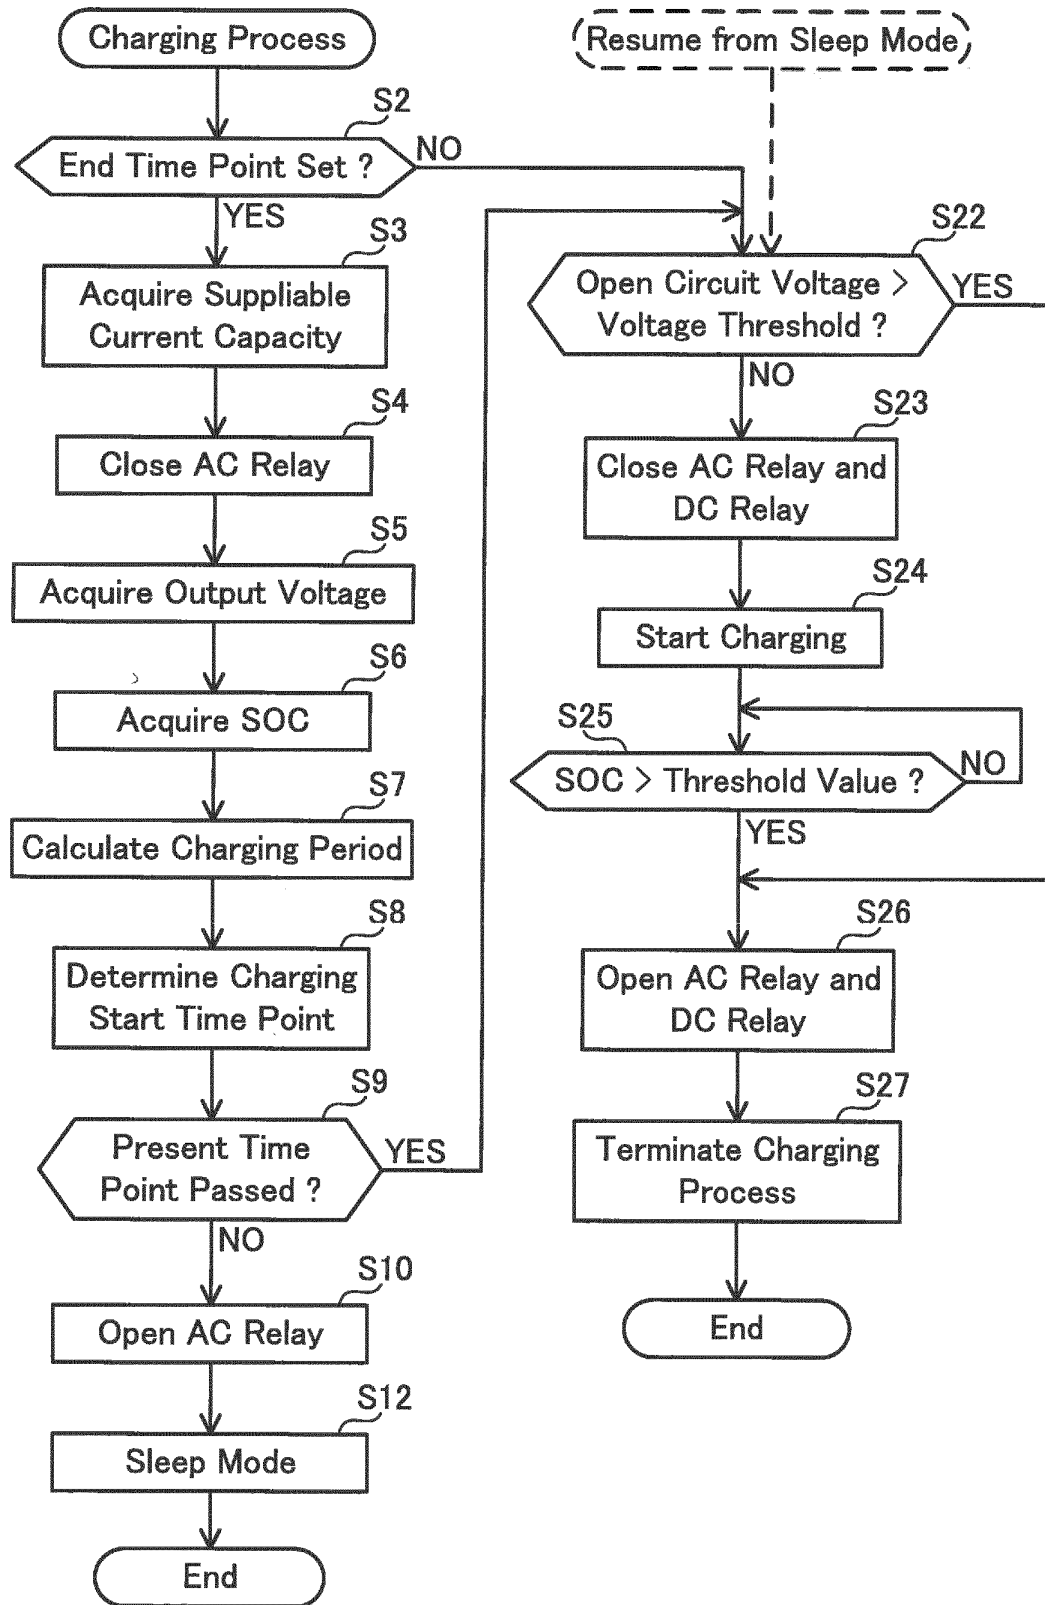 Charging Process
S2
End Time Point Set ?
NO
YES
S3
Acquire Suppliable
Current Capacity
S4
Close AC Relay
S5
Acquire Output Voltage
S6
Acquire SOC
S7
Calculate Charging Period
S8
Determine Charging
Start Time Point
S9
Present Time
Point Passed ?
YES
NO
S10
Open AC Relay
S12
Sleep Mode
End
Resume from Sleep Mode
S22
Open Circuit Voltage >
Voltage Threshold ?
YES
NO
S23
Close AC Relay and
DC Relay
S24
Start Charging
S25
SOC > Threshold Value ?
NO
YES
S26
Open AC Relay and
DC Relay
S27
Terminate Charging
Process
End